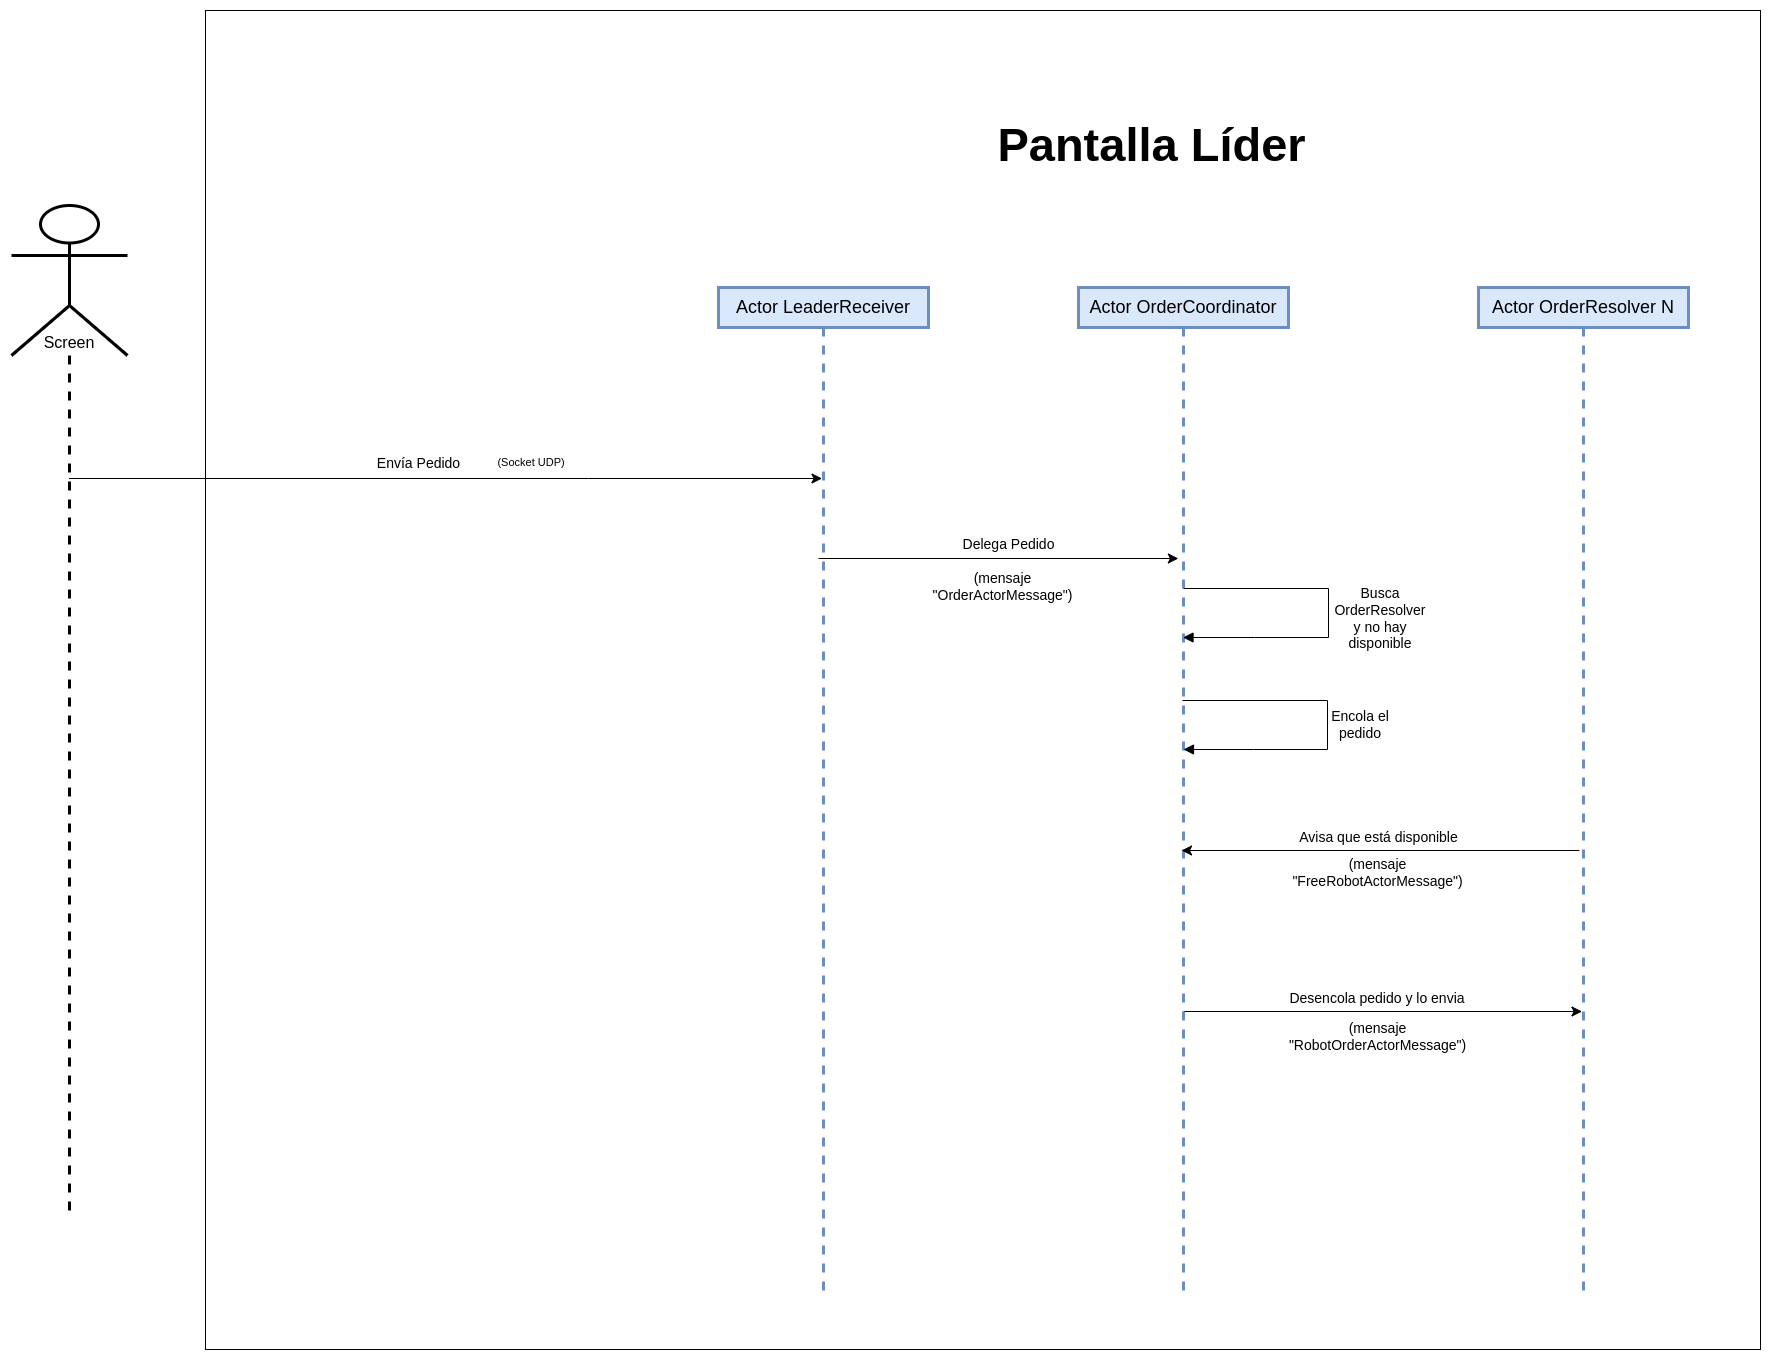 Pantalla Líder
Screen
Actor LeaderReceiver
Actor OrderCoordinator
Actor OrderResolver N
Envía Pedido
(Socket UDP)
Delega Pedido
(mensaje
"OrderActorMessage")
Busca
OrderResolver
y no hay
disponible
Encola el
pedido
Avisa que está disponible
(mensaje
"FreeRobotActorMessage")
Desencola pedido y lo envia
(mensaje
"RobotOrderActorMessage")